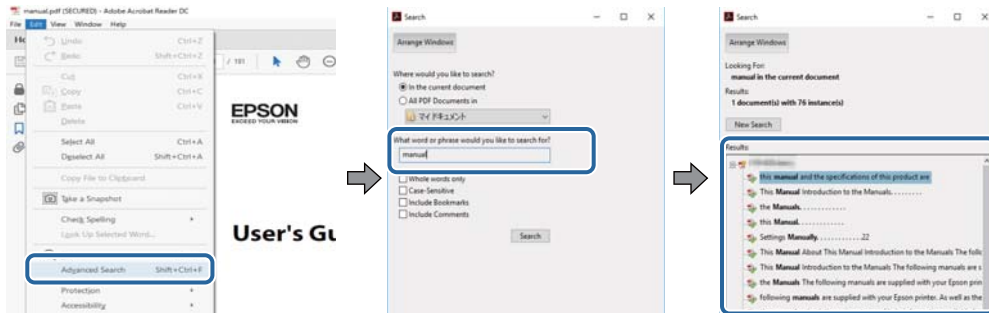 manual.pdf (SECURED) - Adobe Acrobat Reader DC
File Edit View Window Help
Undo Ctrl+Z
Redo Shift+Ctrl+Z
Cut Ctrl+X
Copy Ctrl+C
Paste Ctrl+V
Delete
Select All Ctrl+A
Deselect All Shift+Ctrl+A
Copy File to Clipboard
Take a Snapshot
Check Spelling
Look Up Selected Word...
Advanced Search Shift+Ctrl+F
Protection
Accessibility
/ 191
EPSON
EXCEED YOUR VISION
User's Gu
Search
Arrange Windows
Where would you like to search?
In the current document
All PDF Documents in
マイ ドキュメント
What word or phrase would you like to search for?
manual
Whole words only
Case-Sensitive
Include Bookmarks
Include Comments
Search
Search
Arrange Windows
Looking For:
manual in the current document
Results:
1 document(s) with 76 instance(s)
New Search
Results:
this manual and the specifications of this product are
This Manual Introduction to the Manuals. . . . . . . . .
the Manuals. . . . . . . . . . . . .
this Manual. . . . . . . . . . . .
Settings Manually. . . . . . . . . . . .22
This Manual About This Manual Introduction to the Manuals The follo
This Manual Introduction to the Manuals The following manuals are s
the Manuals The following manuals are supplied with your Epson prin
following manuals are supplied with your Epson printer. As well as the